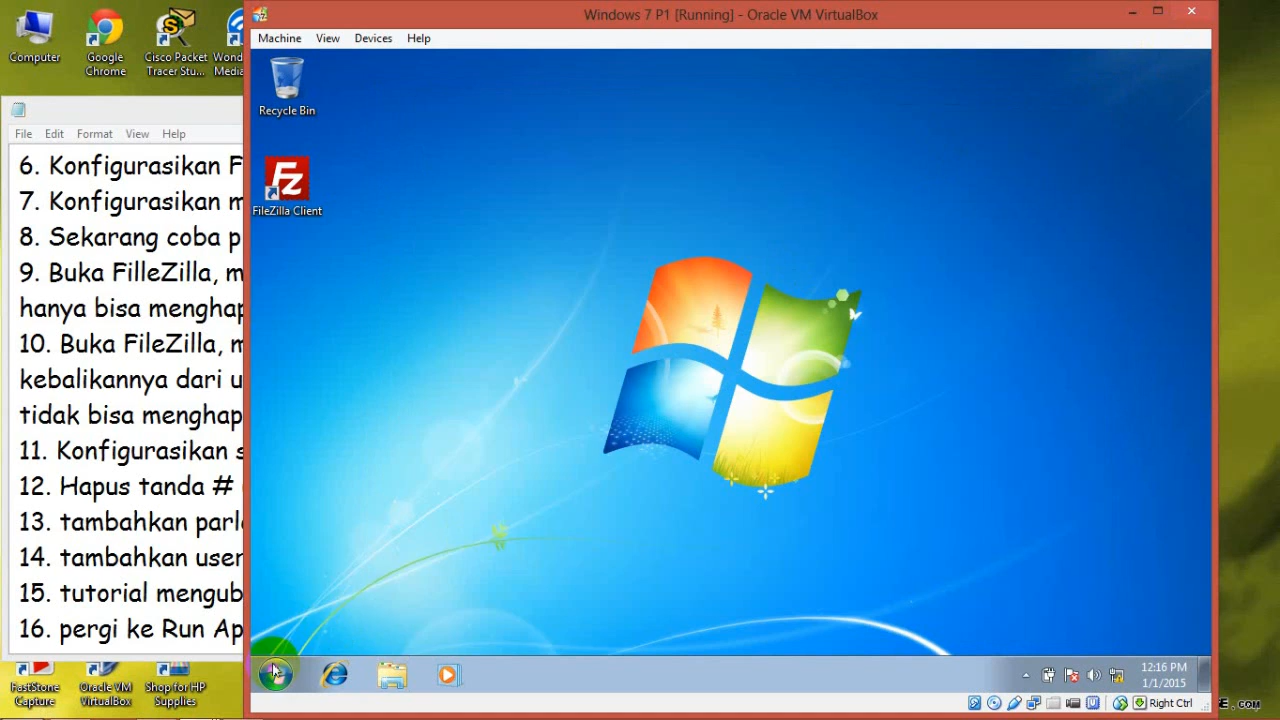 Windows 7 P1 [Running] - Oracle VM VirtualBox
Machine View Devices Help
Computer
Google
Chrome
Cisco Packet
Tracer Stu...
Recycle Bin
FileZilla Client
File Edit Format View Help
6. Konfigurasikan
7. Konfigurasikan
8. Sekarang coba
9. Buka FilleZilla,
hanya bisa
10. Buka FileZilla,
kebalikannya dari
tidak bisa
11. Konfigurasikan
12. Hapus tanda #
13. tambahkan
14. tambahkan
15. tutorial
16. pergi ke Run
FastStone
Capture
Oracle VM
VirtualBox
Shop for HP
Supplies
12:16 PM
1/1/2015
Right Ctrl
.COM